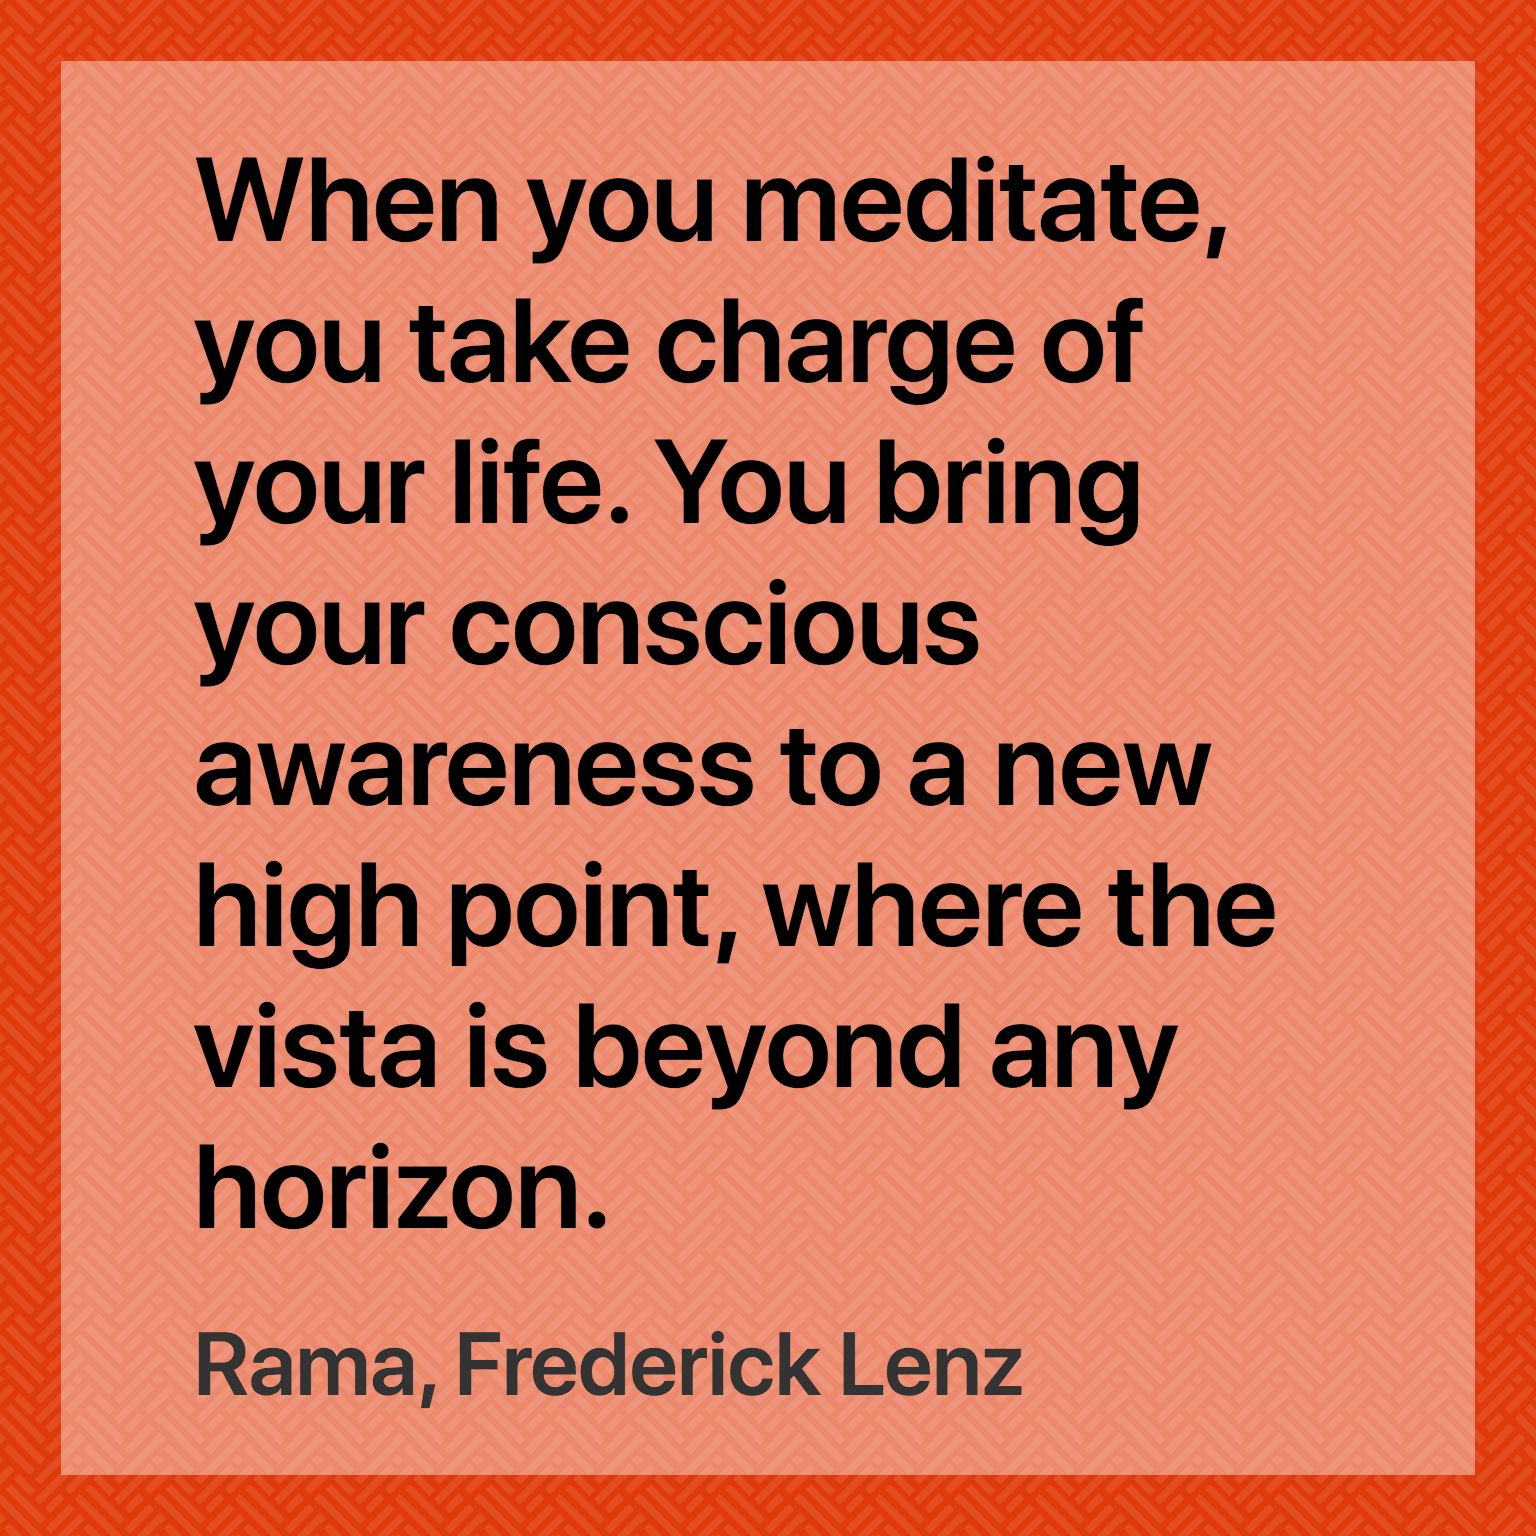 When you meditate,
you take charge of
your life. You bring
your conscious
awareness to a new
high point, where the
vista is beyond any
horizon.
Rama, Frederick Lenz